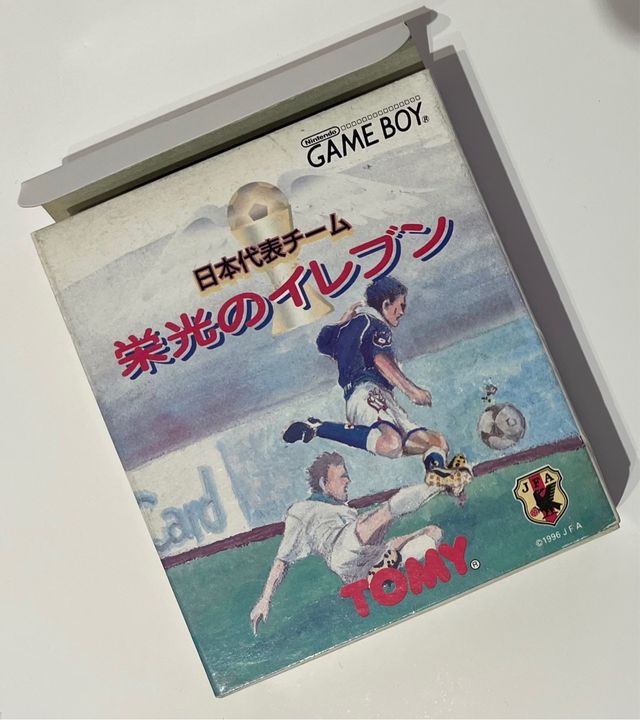 Nintendo
GAME BOY®
日本代表チーム
栄光のイレブン
Card
JFA
©1996 JFA
TOMY®